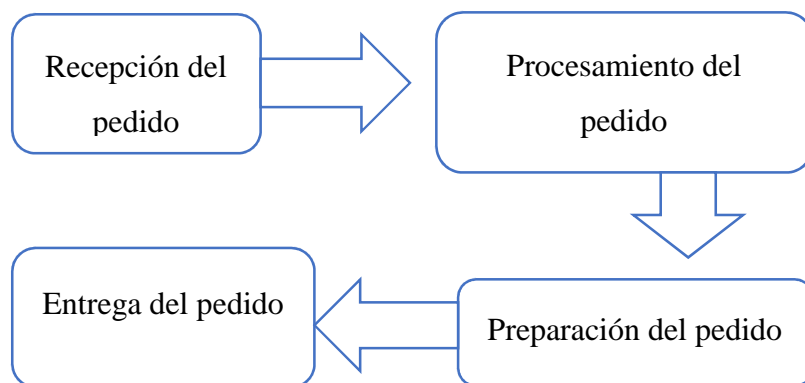 Recepción del
pedido
Procesamiento del
pedido
Preparación del pedido
Entrega del pedido